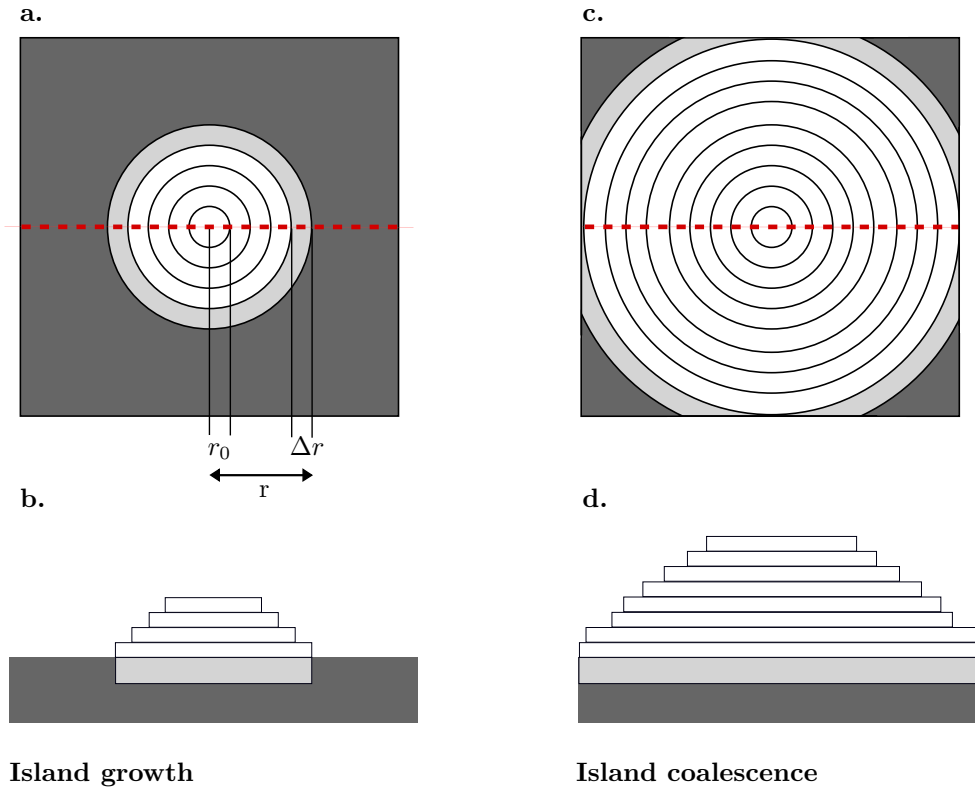 a.
c.
r₀
Δr
r
b.
d.
Island growth
Island coalescence